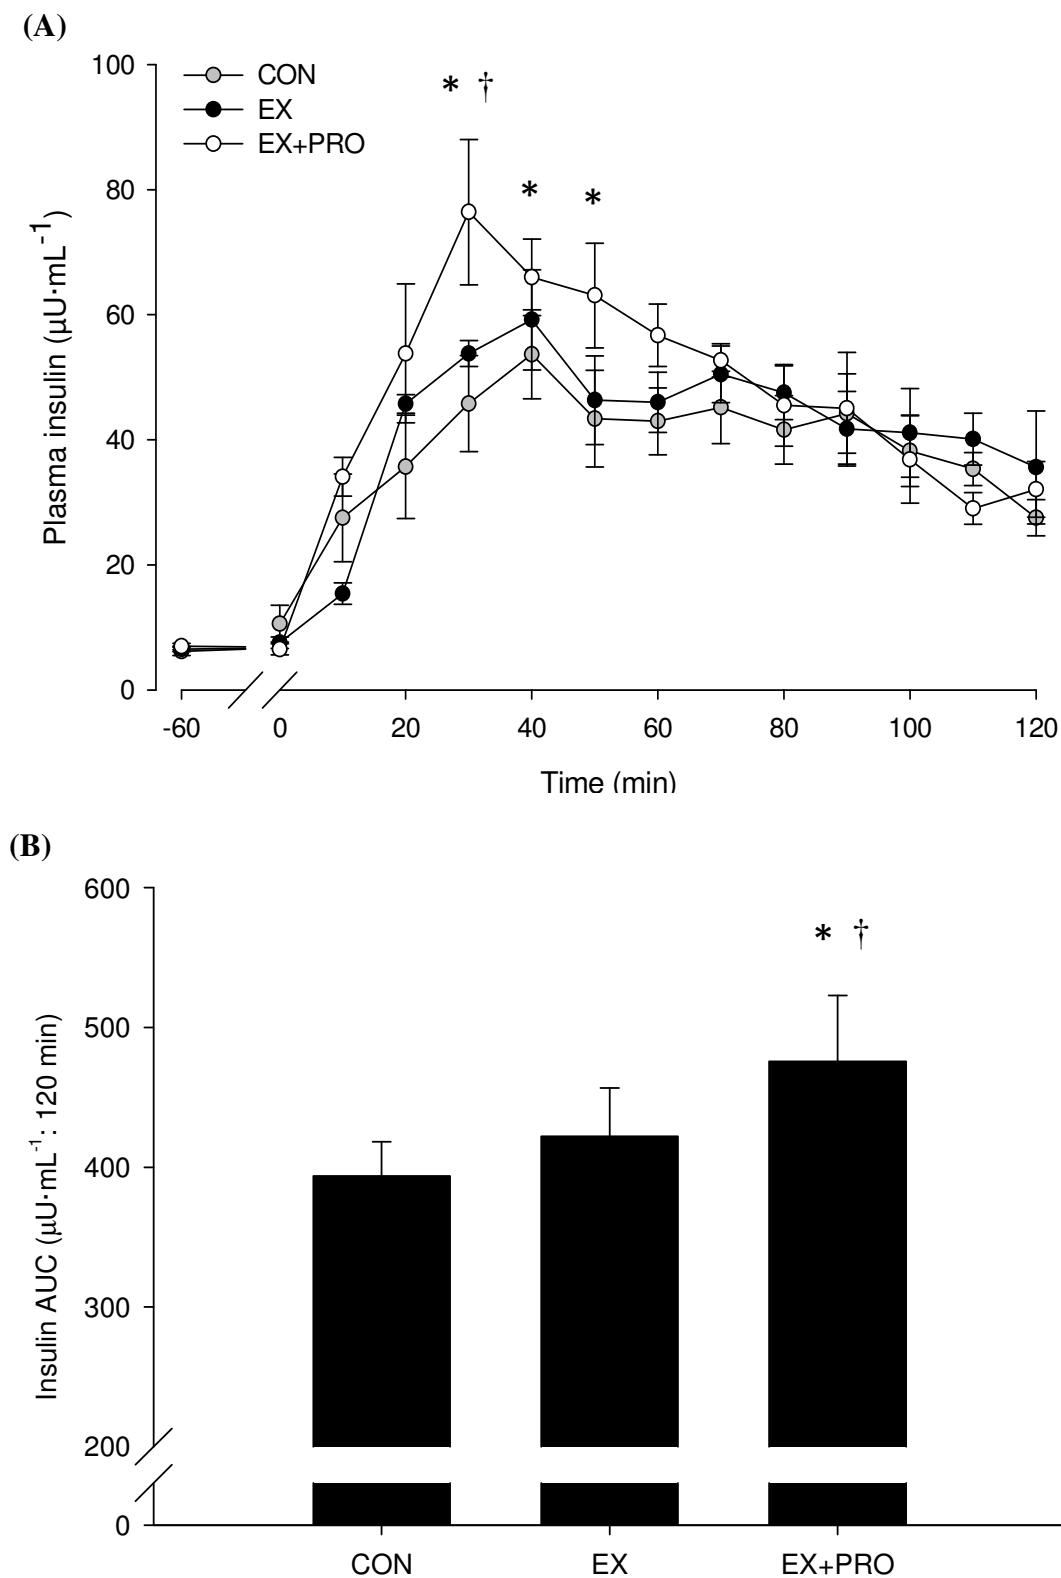 (A)
100
80
60
40
20
0
Plasma insulin (μU·mL⁻¹)
CON
EX
EX+PRO
* †
*
*
-60 0 20 40 60 80 100 120
Time (min)
(B)
600
500
400
300
200
0
Insulin AUC (μU·mL⁻¹: 120 min)
* †
CON EX EX+PRO